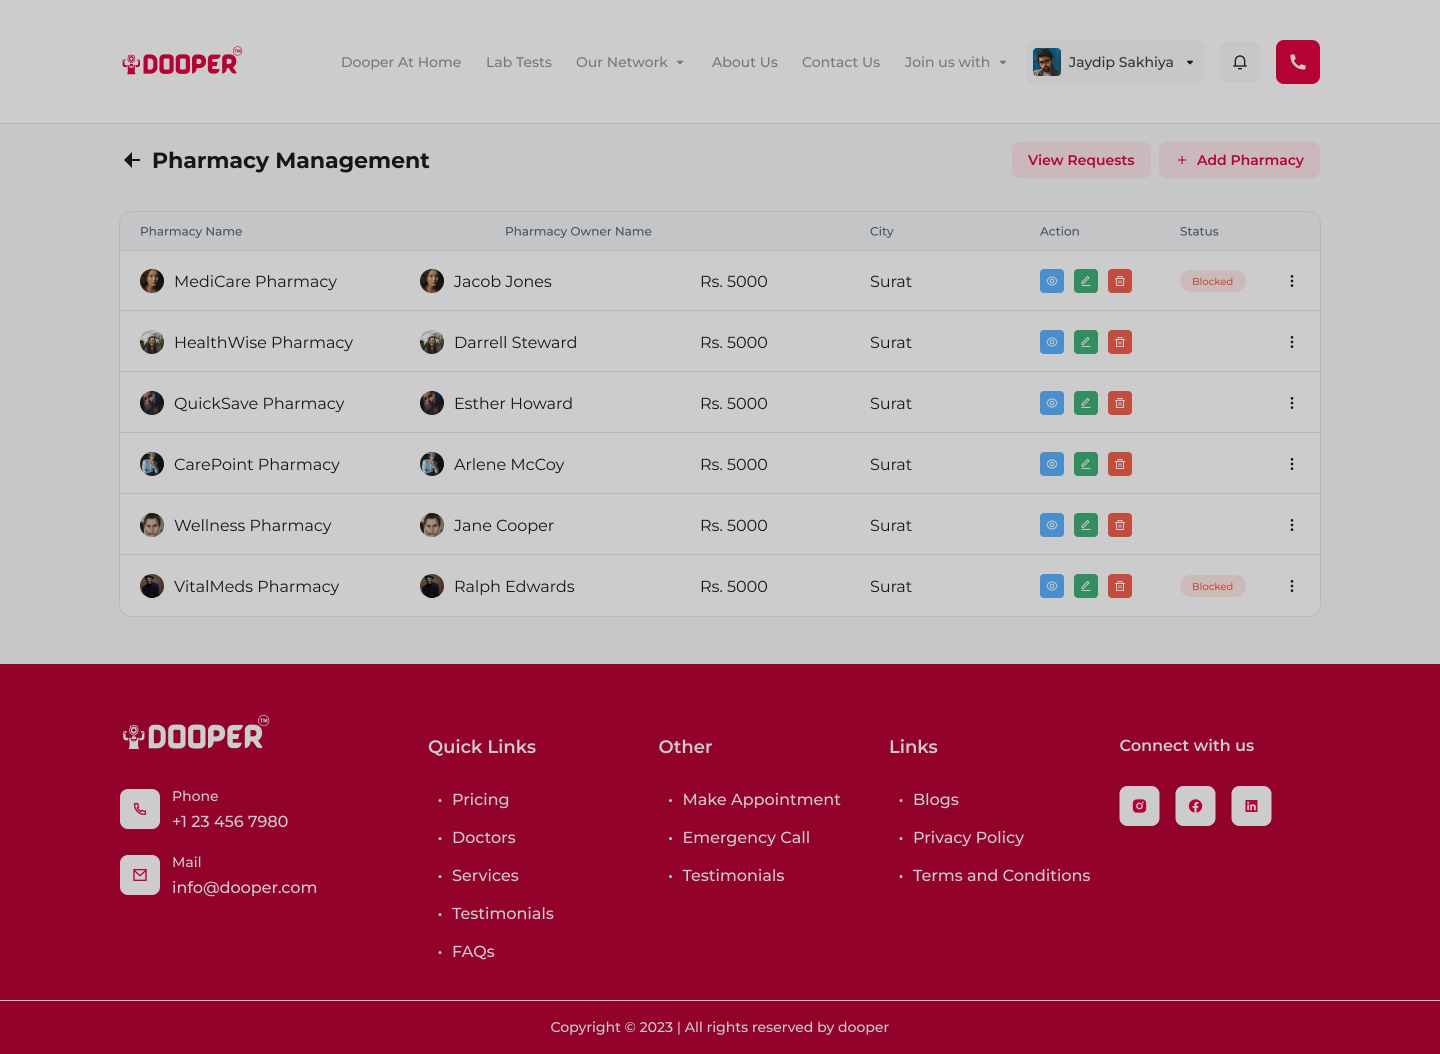 DOOPER TM
Dooper At Home Lab Tests Our Network About Us Contact Us Join us with Jaydip Sakhiya
Pharmacy Management View Requests + Add Pharmacy
Pharmacy Name Pharmacy Owner Name City Action Status
MediCare Pharmacy Jacob Jones Rs. 5000 Surat Blocked
HealthWise Pharmacy Darrell Steward Rs. 5000 Surat
QuickSave Pharmacy Esther Howard Rs. 5000 Surat
CarePoint Pharmacy Arlene McCoy Rs. 5000 Surat
Wellness Pharmacy Jane Cooper Rs. 5000 Surat
VitalMeds Pharmacy Ralph Edwards Rs. 5000 Surat Blocked
DOOPER TM
Phone
+1 23 456 7980
Mail
info@dooper.com
Quick Links
• Pricing
• Doctors
• Services
• Testimonials
• FAQs
Other
• Make Appointment
• Emergency Call
• Testimonials
Links
• Blogs
• Privacy Policy
• Terms and Conditions
Connect with us
Copyright © 2023 | All rights reserved by dooper